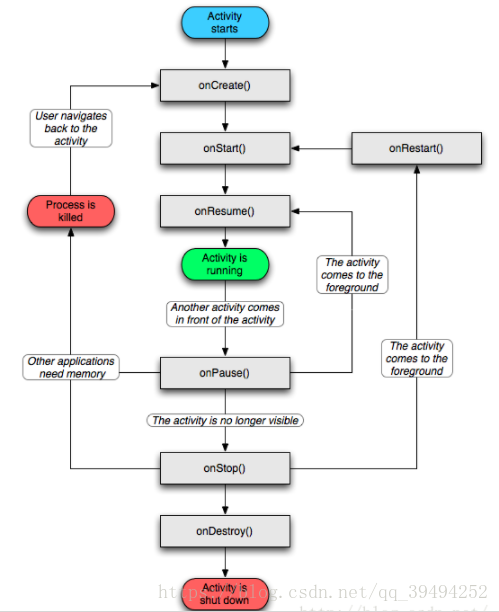 Activity
starts
onCreate()
User navigates
back to the
activity
onStart()
onRestart()
Process is
killed
onResume()
Activity is
running
The activity
comes to the
foreground
Another activity comes
in front of the activity
The activity
comes to the
foreground
Other applications
need memory
onPause()
The activity is no longer visible
onStop()
onDestroy()
Activity is
shut down
https://blog.csdn.net/qq_39494252